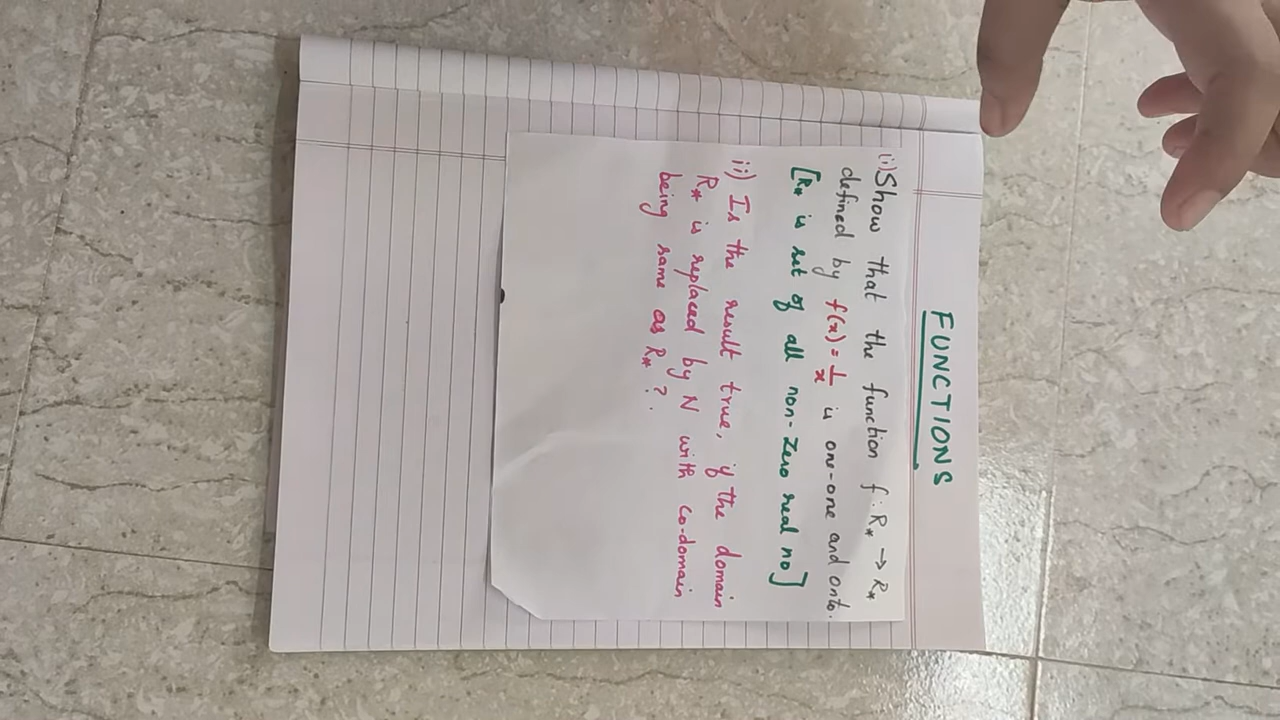 FUNCTIONS
(i) Show that the function f : R* → R*
defined by f(x) = 1/x is one-one and onto.
[R* is set of all non-zero real no]
ii) Is the result true, if the domain
R* is replaced by N with co-domain
being same as R* ?.